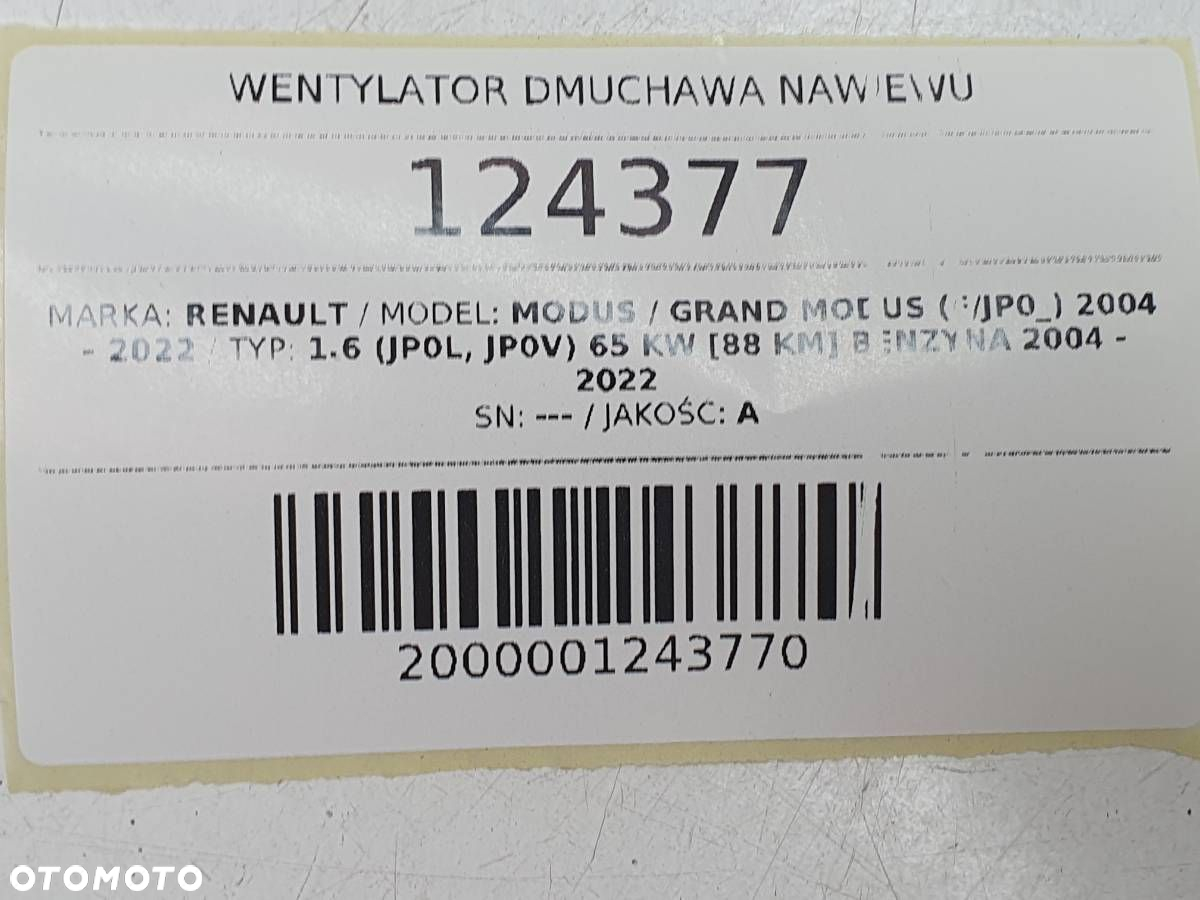 WENTYLATOR DMUCHAWA NAWIEWU
124377
MARKA: RENAULT / MODEL: MODUS / GRAND MODUS (F/JP0_) 2004
- 2022 / TYP: 1.6 (JP0L, JP0V) 65 KW [88 KM] BENZYNA 2004 -
2022
SN: --- / JAKOŚĆ: A
2000001243770
OTOMOTO